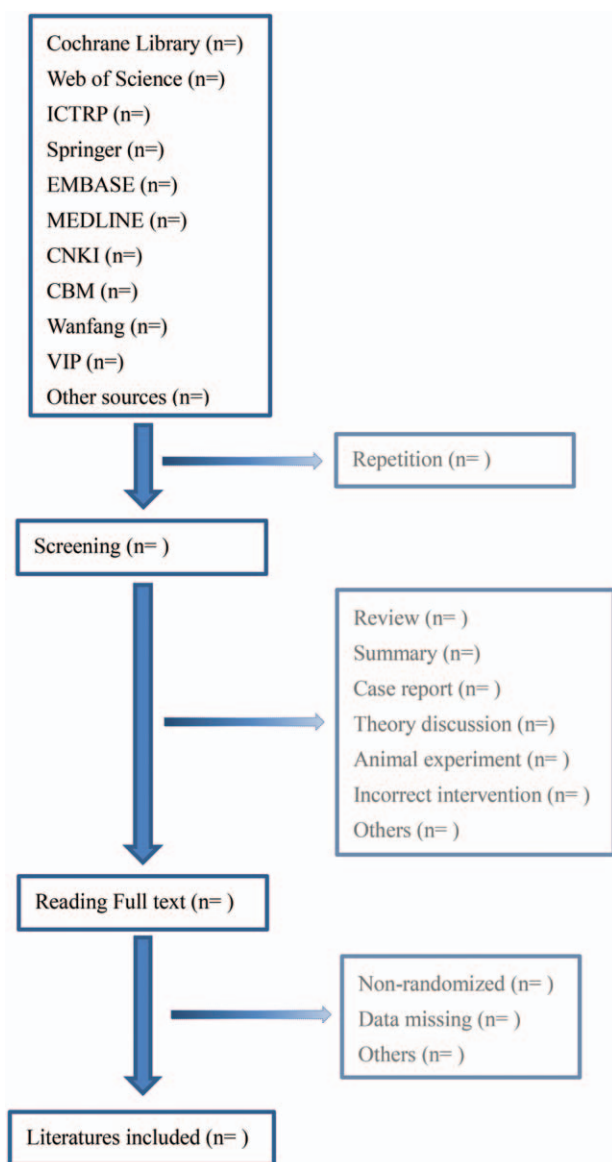 Cochrane Library (n=)
Web of Science (n=)
ICTRP (n=)
Springer (n=)
EMBASE (n=)
MEDLINE (n=)
CNKI (n=)
CBM (n=)
Wanfang (n=)
VIP (n=)
Other sources (n=)
Repetition (n= )
Screening (n= )
Review (n= )
Summary (n=)
Case report (n= )
Theory discussion (n=)
Animal experiment (n= )
Incorrect intervention (n= )
Others (n= )
Reading Full text (n= )
Non-randomized (n= )
Data missing (n= )
Others (n= )
Literatures included (n= )